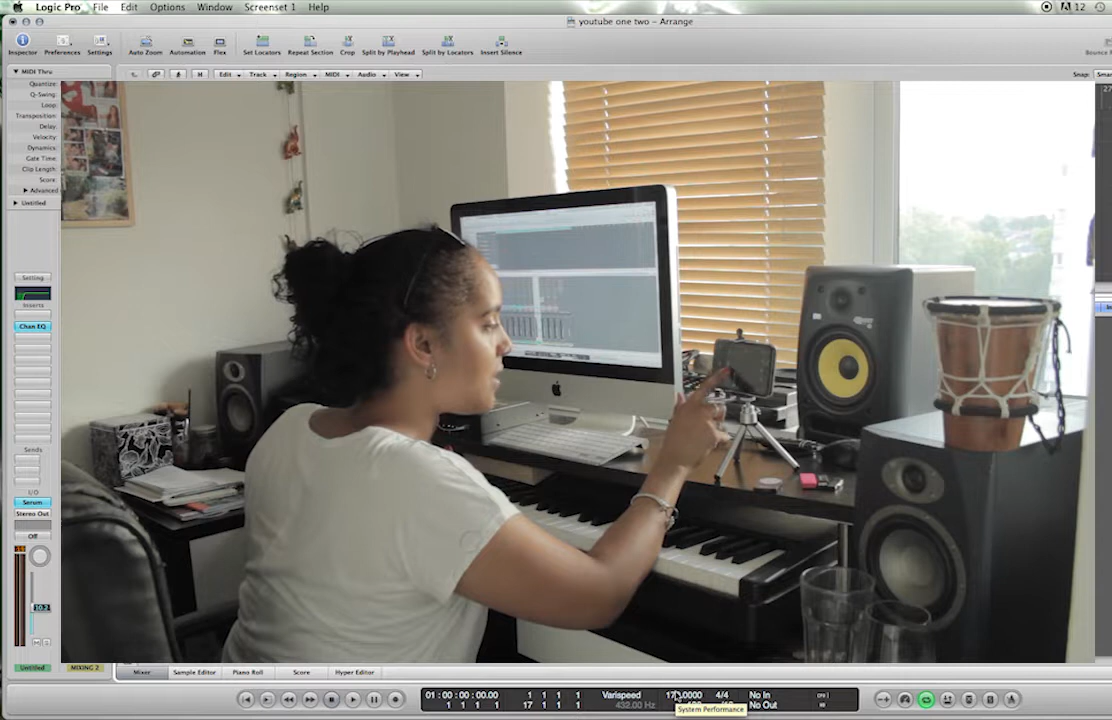 Logic Pro File Edit Options Window Screenset 1 Help 12
youtube one two - Arrange
Inspector Preferences Settings Auto Zoom Automation Flex Set Locators Repeat Section Crop Split by Playhead Split by Locators Insert Silence
MIDI Thru Edit Track Region MIDI Audio View Snap:
Quantize:
Q-Swing:
Loop:
Transposition:
Delay:
Velocity:
Dynamics:
Gate Time:
Clip Length:
Score:
Advanced
Untitled
Setting
Inserts
Chan EQ
Sends
I/O
Serum
Stereo Out
Off
10.2
M S
Untitled MIXING 2
Mixer Sample Editor Piano Roll Score Hyper Editor
01 : 00 : 00 : 00.00 1 1 1 1 Varispeed 4/4 No In CPU
1 1 1 1 17 1 1 1 432.00 Hz No Out HD
System Performance